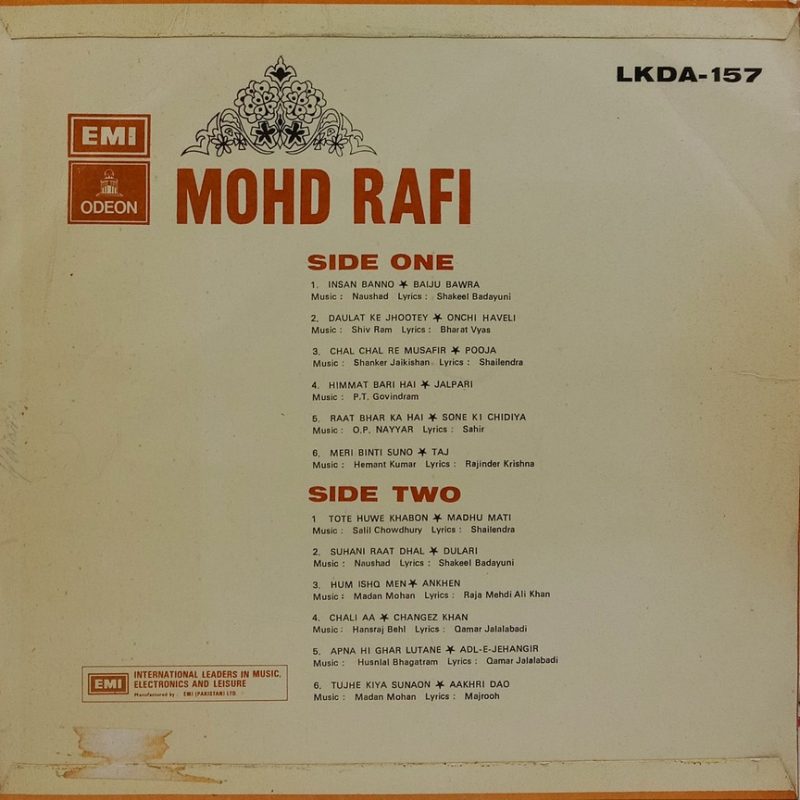 LKDA-157
EMI
ODEON
MOHD RAFI
SIDE ONE
1. INSAN BANNO ★ BAIJU BAWRA
Music : Naushad Lyrics : Shakeel Badayuni
2. DAULAT KE JHOOTEY ★ ONCHI HAVELI
Music : Shiv Ram Lyrics : Bharat Vyas
3. CHAL CHAL RE MUSAFIR ★ POOJA
Music : Shanker Jaikishan Lyrics : Shailendra
4. HIMMAT BARI HAI ★ JALPARI
Music : P.T. Govindram
5. RAAT BHAR KA HAI ★ SONE KI CHIDIYA
Music : O.P. NAYYAR Lyrics : Sahir
6. MERI BINTI SUNO ★ TAJ
Music : Hemant Kumar Lyrics : Rajinder Krishna
SIDE TWO
1 TOTE HUWE KHABON ★ MADHU MATI
Music : Salil Chowdhury Lyrics : Shailendra
2. SUHANI RAAT DHAL ★ DULARI
Music : Naushad Lyrics : Shakeel Badayuni
3. HUM ISHQ MEN ★ ANKHEN
Music : Madan Mohan Lyrics : Raja Mehdi Ali Khan
4. CHALI AA ★ CHANGEZ KHAN
Music : Hansraj Behl Lyrics : Qamar Jalalabadi
5. APNA HI GHAR LUTANE ★ ADL-E-JEHANGIR
Music : Husnlal Bhagatram Lyrics : Qamar Jalalabadi
6. TUJHE KIYA SUNAON ★ AAKHRI DAO
Music : Madan Mohan Lyrics : Majrooh
EMI
INTERNATIONAL LEADERS IN MUSIC,
ELECTRONICS AND LEISURE
Manufactured by : EMI (PAKISTAN) LTD.